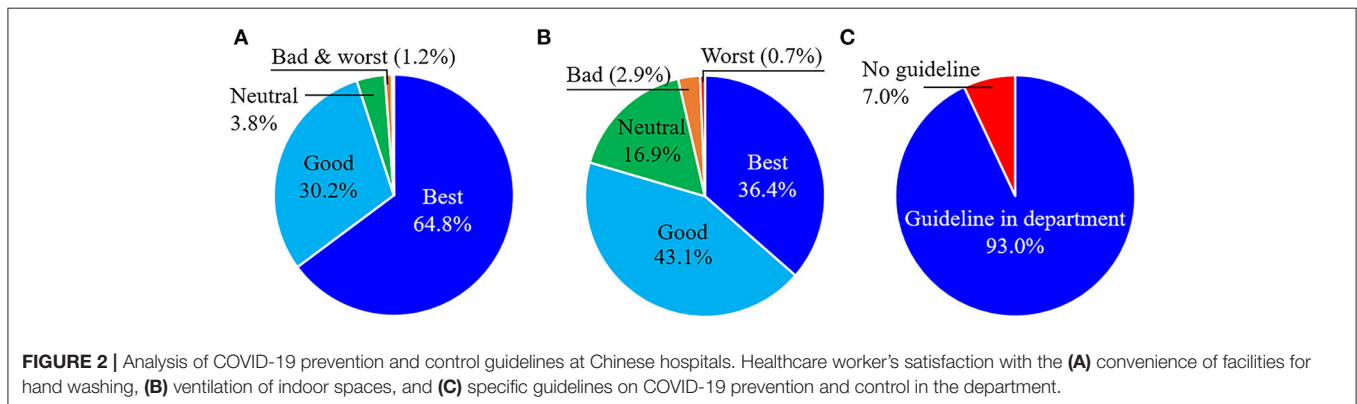 A
Bad & worst (1.2%)
Neutral
3.8%
Good
30.2%
Best
64.8%
B
Worst (0.7%)
Bad (2.9%)
Neutral
16.9%
Best
36.4%
Good
43.1%
C
No guideline
7.0%
Guideline in department
93.0%
FIGURE 2 | Analysis of COVID-19 prevention and control guidelines at Chinese hospitals. Healthcare worker's satisfaction with the (A) convenience of facilities for
hand washing, (B) ventilation of indoor spaces, and (C) specific guidelines on COVID-19 prevention and control in the department.